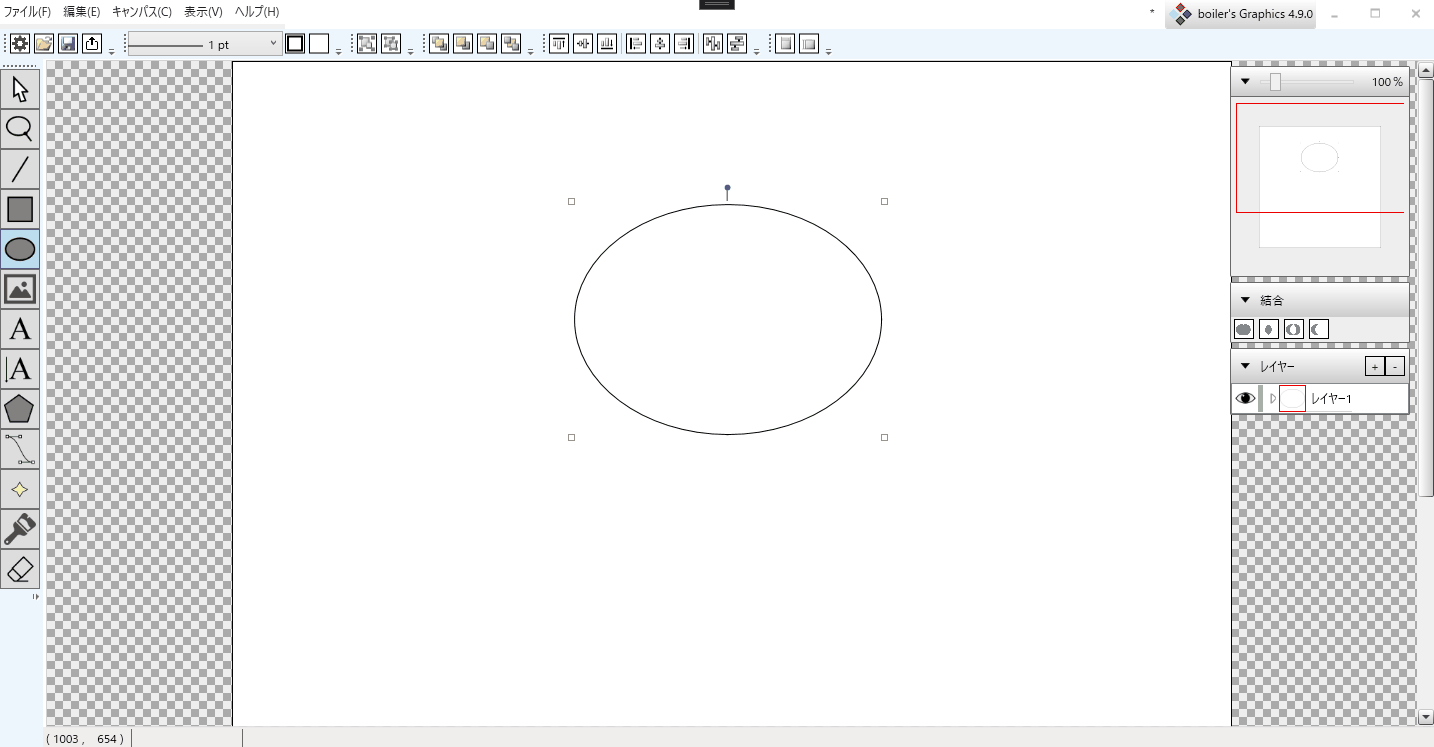 ファイル(F) 編集(E) キャンバス(C) 表示(V) ヘルプ(H) * boiler's Graphics 4.9.0
1 pt
A
A
100 %
結合
レイヤー + -
レイヤー1
( 1003 , 654 )